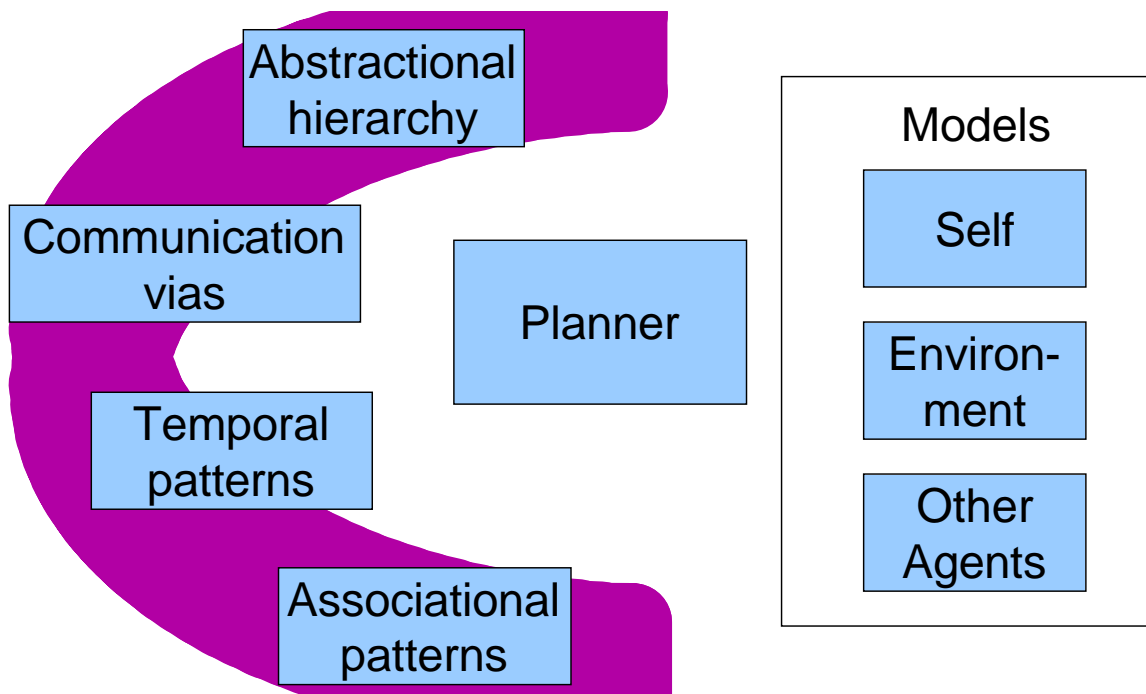 Abstractional
hierarchy
Communication
vias
Temporal
patterns
Associational
patterns
Planner
Models
Self
Environ-
ment
Other
Agents